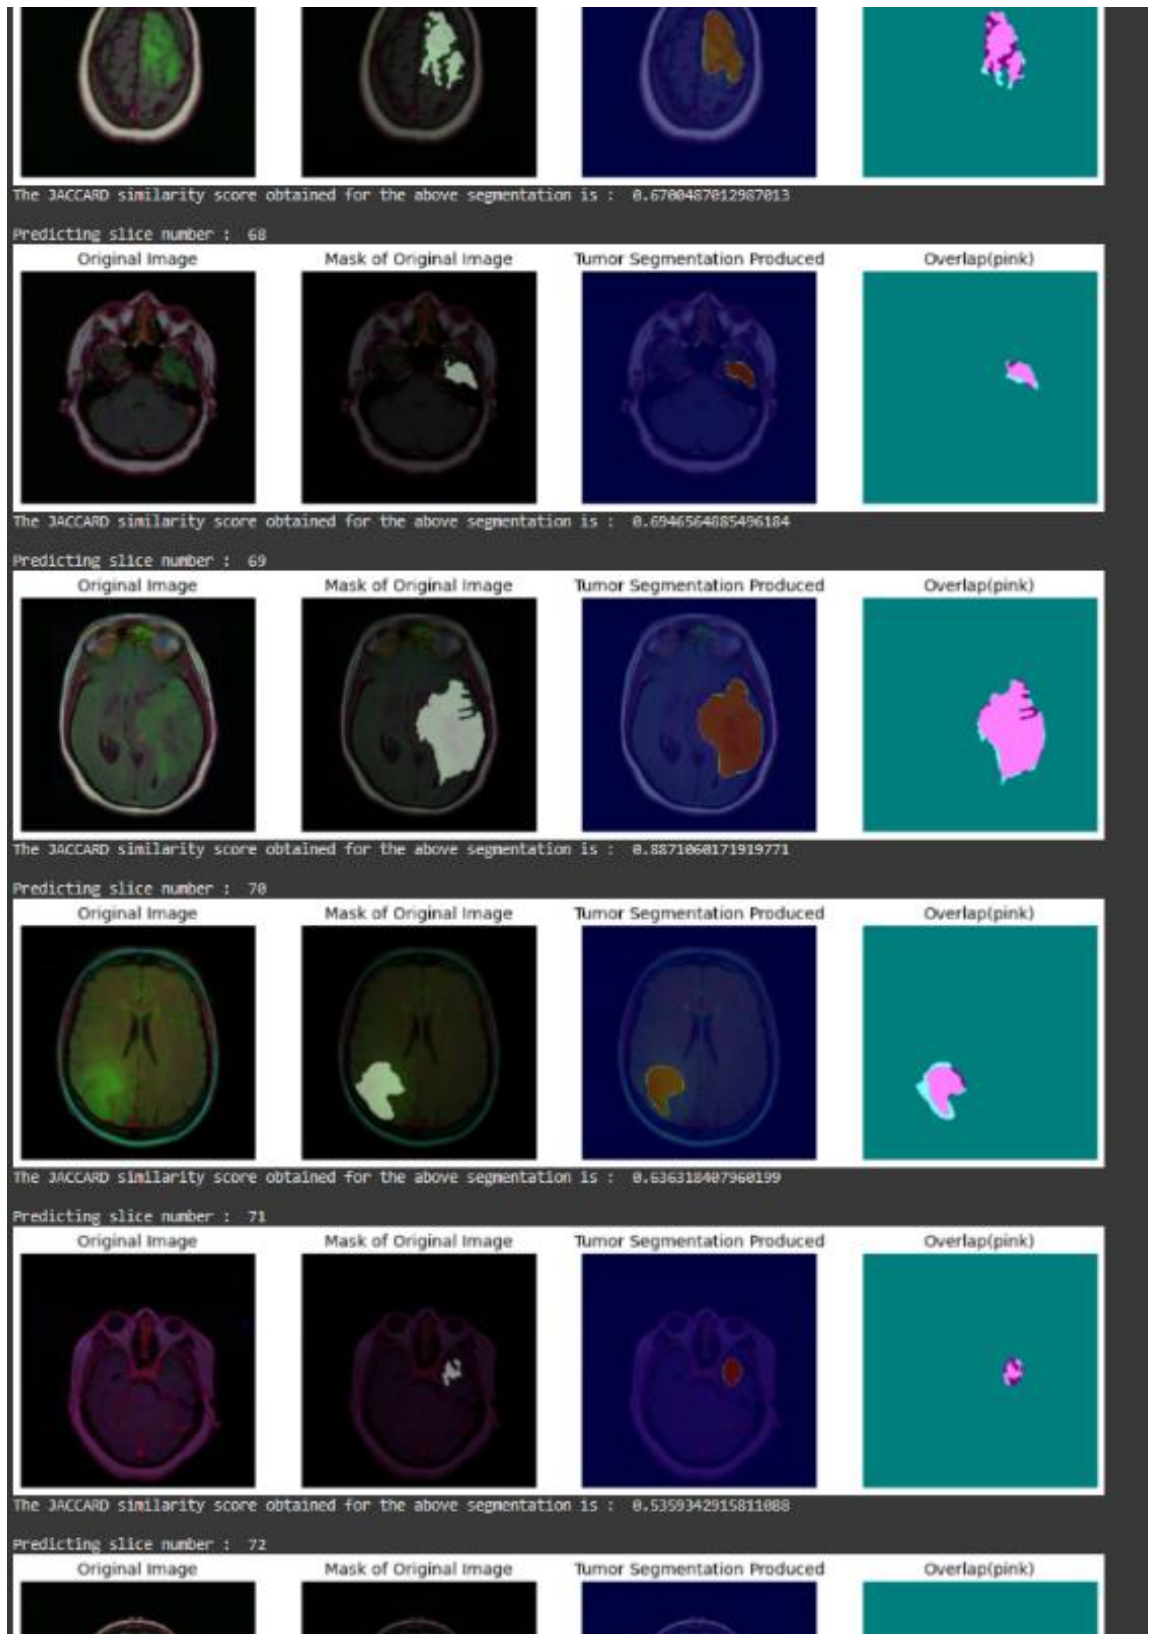 The JACCARD similarity score obtained for the above segmentation is :  0.6700487012987013
Predicting slice number :  68
Original Image Mask of Original Image Tumor Segmentation Produced Overlap(pink)
The JACCARD similarity score obtained for the above segmentation is :  0.6946564885496184
Predicting slice number :  69
Original Image Mask of Original Image Tumor Segmentation Produced Overlap(pink)
The JACCARD similarity score obtained for the above segmentation is :  0.8871060171919771
Predicting slice number :  70
Original Image Mask of Original Image Tumor Segmentation Produced Overlap(pink)
The JACCARD similarity score obtained for the above segmentation is :  0.636318407960199
Predicting slice number :  71
Original Image Mask of Original Image Tumor Segmentation Produced Overlap(pink)
The JACCARD similarity score obtained for the above segmentation is :  0.5359342915811088
Predicting slice number :  72
Original Image Mask of Original Image Tumor Segmentation Produced Overlap(pink)